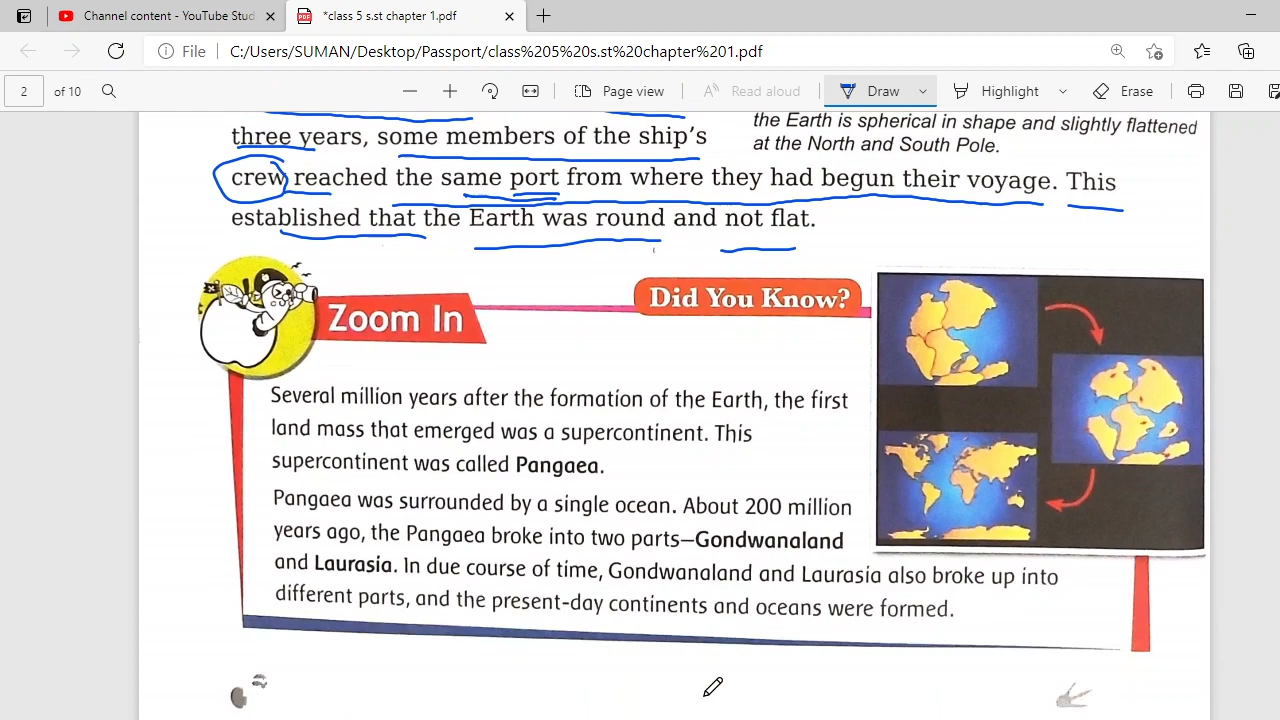 Channel content - YouTube Stud
*class 5 s.st chapter 1.pdf
File
C:/Users/SUMAN/Desktop/Passport/class%205%20s.st%20chapter%201.pdf
2 of 10
Page view
Read aloud
Draw
Highlight
Erase
the Earth is spherical in shape and slightly flattened
at the North and South Pole.
three years, some members of the ship's
crew reached the same port from where they had begun their voyage. This
established that the Earth was round and not flat.
Zoom In
Did You Know?
Several million years after the formation of the Earth, the first
land mass that emerged was a supercontinent. This
supercontinent was called Pangaea.
Pangaea was surrounded by a single ocean. About 200 million
years ago, the Pangaea broke into two parts—Gondwanaland
and Laurasia. In due course of time, Gondwanaland and Laurasia also broke up into
different parts, and the present-day continents and oceans were formed.